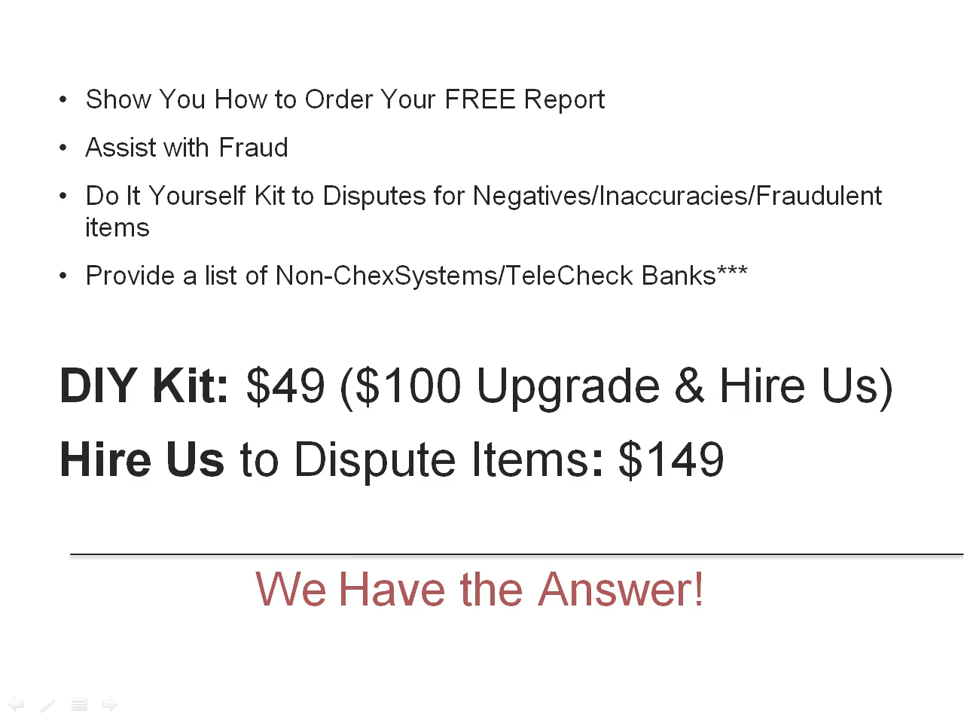 • Show You How to Order Your FREE Report
• Assist with Fraud
• Do It Yourself Kit to Disputes for Negatives/Inaccuracies/Fraudulent
items
• Provide a list of Non-ChexSystems/TeleCheck Banks***
DIY Kit: $49 ($100 Upgrade & Hire Us)
Hire Us to Dispute Items: $149
We Have the Answer!